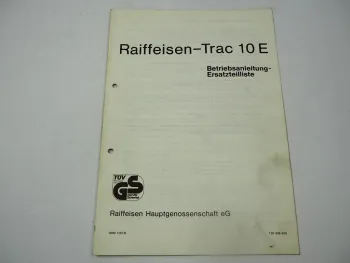 Raiffeisen-Trac 10 E
Betriebsanleitung-
Ersatzteilliste
TÜV
GS
Raiffeisen Hauptgenossenschaft eG